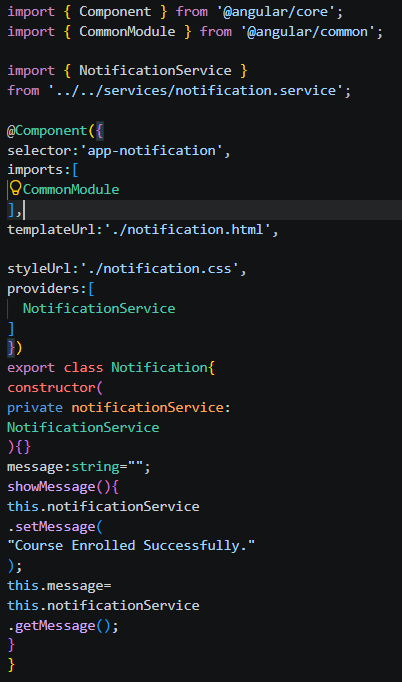 import { Component } from '@angular/core';
import { CommonModule } from '@angular/common';
import { NotificationService }
from '../../services/notification.service';
@Component({
selector:'app-notification',
imports:[
CommonModule
],
templateUrl:'./notification.html',
styleUrl:'./notification.css',
providers:[
NotificationService
]
})
export class Notification{
constructor(
private notificationService:
NotificationService
){}
message:string="";
showMessage(){
this.notificationService
.setMessage(
"Course Enrolled Successfully."
);
this.message=
this.notificationService
.getMessage();
}
}